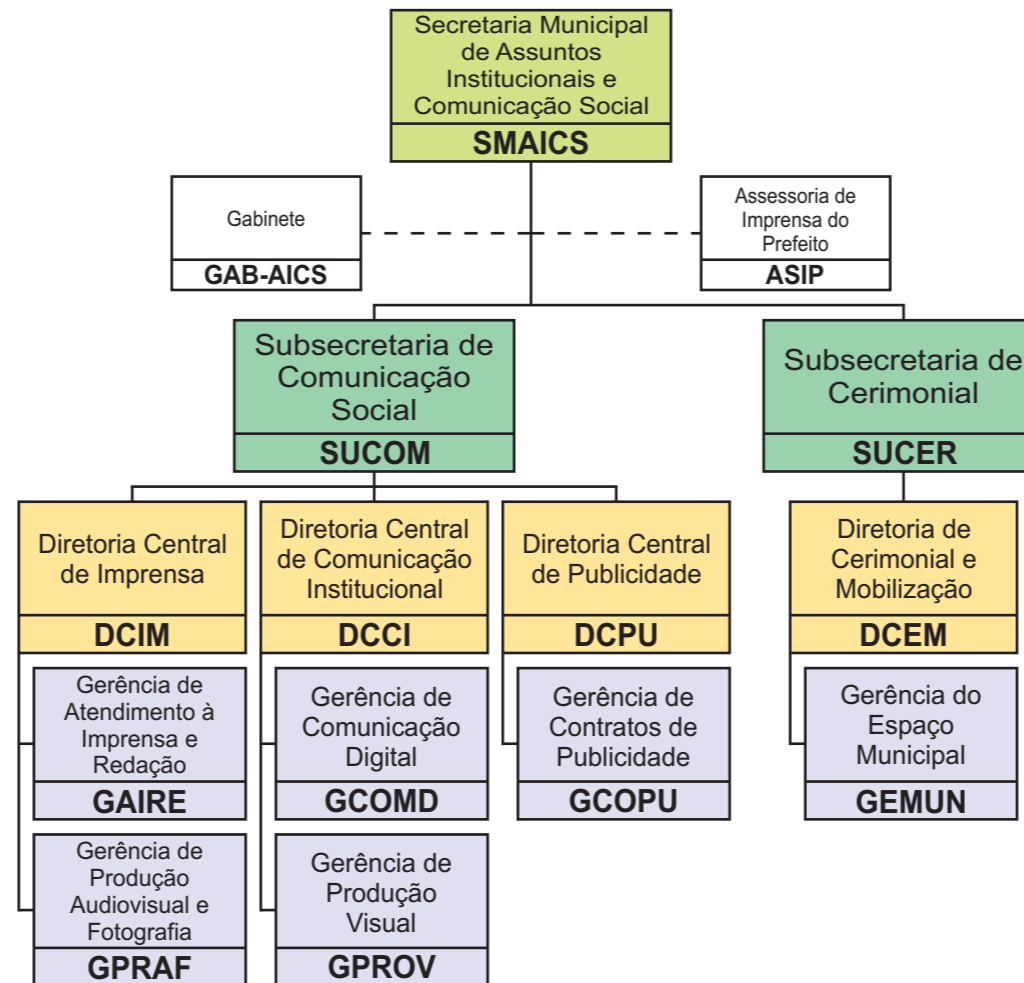 Secretaria Municipal
de Assuntos
Institucionais e
Comunicação Social
SMAICS
Gabinete
GAB-AICS
Assessoria de
Imprensa do
Prefeito
ASIP
Subsecretaria de
Comunicação
Social
SUCOM
Subsecretaria de
Cerimonial
SUCER
Diretoria Central
de Imprensa
DCIM
Diretoria Central
de Comunicação
Institucional
DCCI
Diretoria Central
de Publicidade
DCPU
Diretoria de
Cerimonial e
Mobilização
DCEM
Gerência de
Atendimento à
Imprensa e
Redação
GAIRE
Gerência de
Comunicação
Digital
GCOMD
Gerência de
Contratos de
Publicidade
GCOPU
Gerência do
Espaço
Municipal
GEMUN
Gerência de
Produção
Audiovisual e
Fotografia
GPRAF
Gerência de
Produção
Visual
GPROV